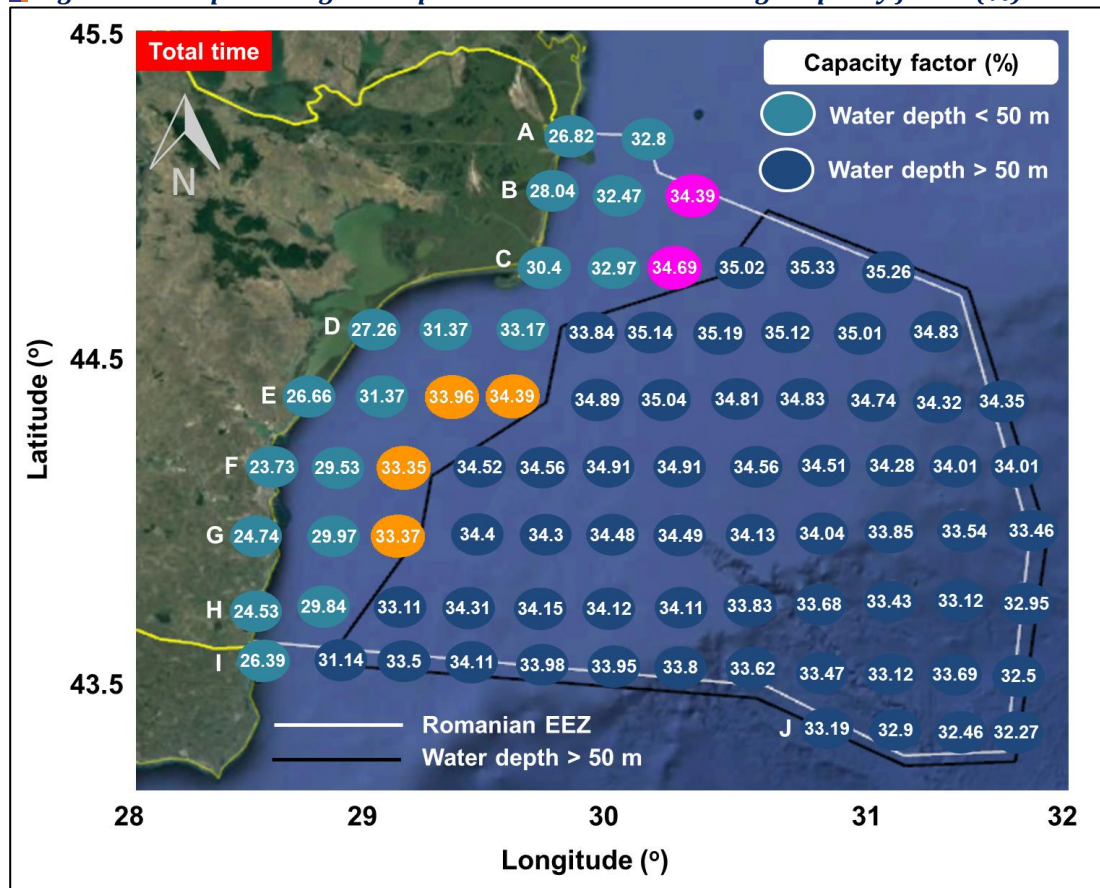 45.5
Total time
Capacity factor (%)
Water depth < 50 m
Water depth > 50 m
N
A 26.82 32.8
B 28.04 32.47 34.39
C 30.4 32.97 34.69 35.02 35.33 35.26
D 27.26 31.37 33.17 33.84 35.14 35.19 35.12 35.01 34.83
44.5
E 26.66 31.37 33.96 34.39 34.89 35.04 34.81 34.83 34.74 34.32 34.35
F 23.73 29.53 33.35 34.52 34.56 34.91 34.91 34.56 34.51 34.28 34.01 34.01
G 24.74 29.97 33.37 34.4 34.3 34.48 34.49 34.13 34.04 33.85 33.54 33.46
H 24.53 29.84 33.11 34.31 34.15 34.12 34.11 33.83 33.68 33.43 33.12 32.95
I 26.39 31.14 33.5 34.11 33.98 33.95 33.8 33.62 33.47 33.12 33.69 32.5
43.5
J 33.19 32.9 32.46 32.27
Romanian EEZ
Water depth > 50 m
Latitude (º)
28 29 30 31 32
Longitude (º)